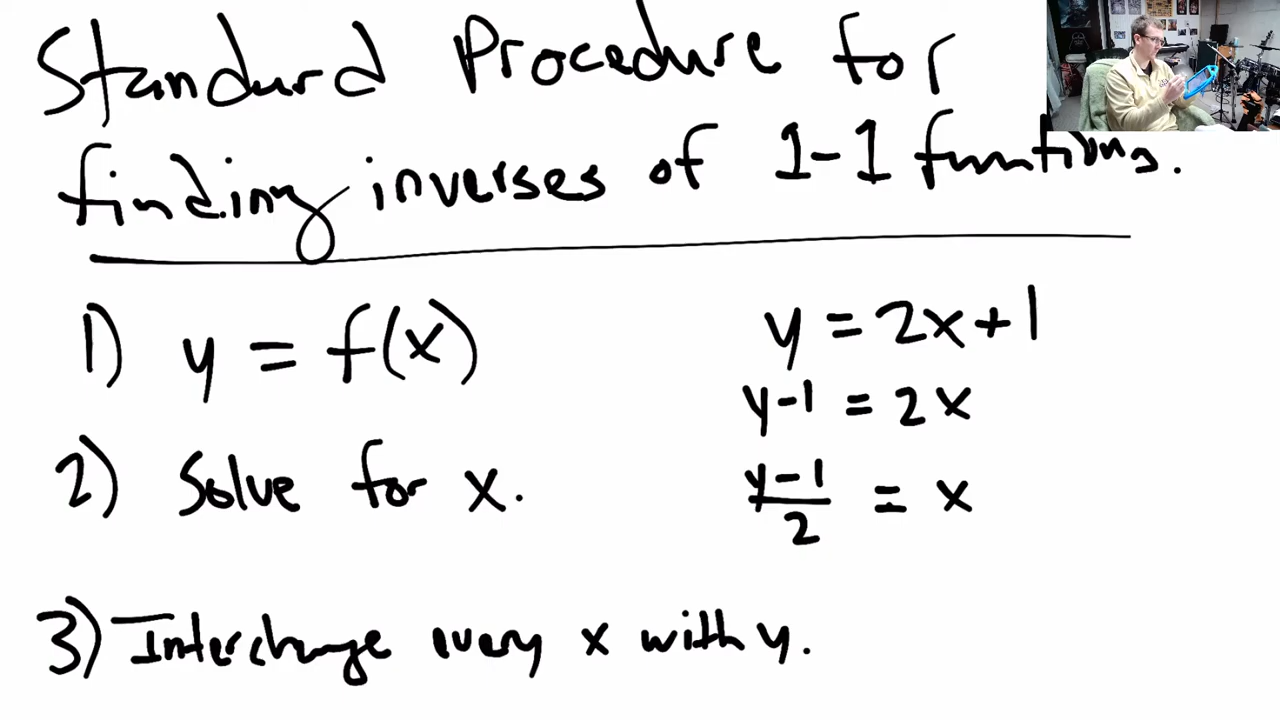 Standard Procedure for
finding inverses of 1-1 functions.
1) y = f(x)
y = 2x+1
y-1 = 2x
2) Solve for x.
y-1
2
= x
3) Interchange every x with y.